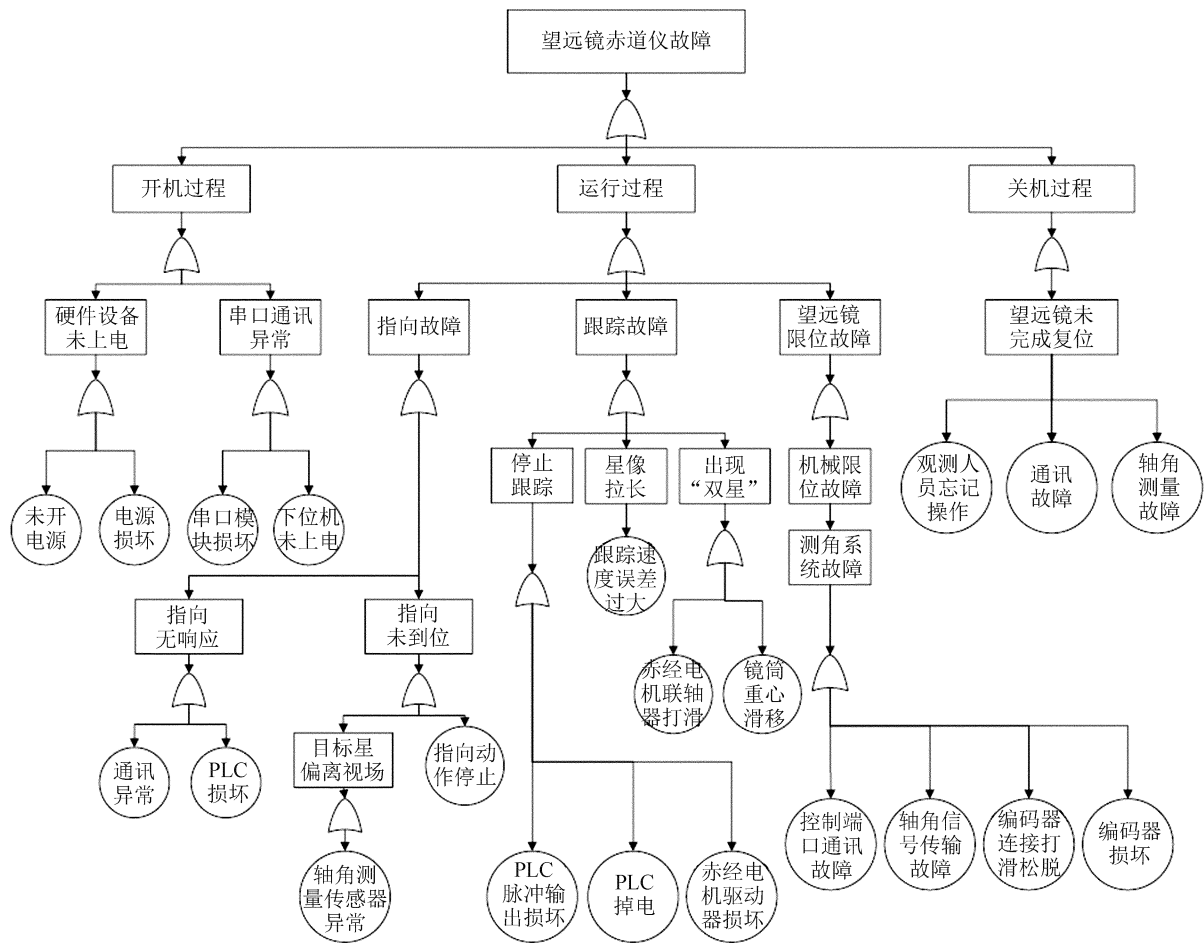 望远镜赤道仪故障
开机过程
运行过程
关机过程
硬件设备
未上电
串口通讯
异常
指向故障
跟踪故障
望远镜
限位故障
望远镜未
完成复位
停止
跟踪
星像
拉长
出现
“双星”
机械限
位故障
观测人
员忘记
操作
通讯
故障
轴角
测量
故障
未开
电源
电源
损坏
串口模
块损坏
下位机
未上电
跟踪速
度误差
过大
测角系
统故障
指向
无响应
指向
未到位
赤经电
机联轴
器打滑
镜筒
重心
滑移
通讯
异常
PLC
损坏
目标星
偏离视场
指向动
作停止
轴角测
量传感器
异常
PLC
脉冲输
出损坏
PLC
掉电
赤经电
机驱动
器损坏
控制端
口通讯
故障
轴角信
号传输
故障
编码器
连接打
滑松脱
编码器
损坏